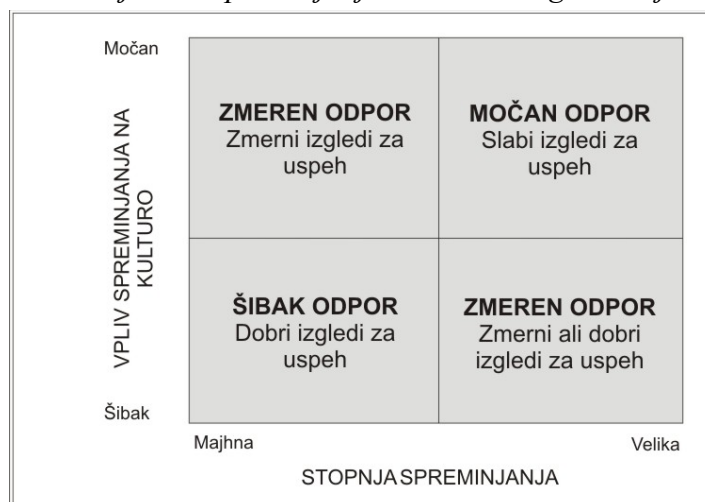 Močan
VPLIV SPREMINJANJA NA
KULTURO
Šibak
ZMEREN ODPOR
Zmerni izgledi za
uspeh
MOČAN ODPOR
Slabi izgledi za
uspeh
ŠIBAK ODPOR
Dobri izgledi za
uspeh
ZMEREN ODPOR
Zmerni ali dobri
izgledi za uspeh
Majhna
Velika
STOPNJA SPREMINJANJA